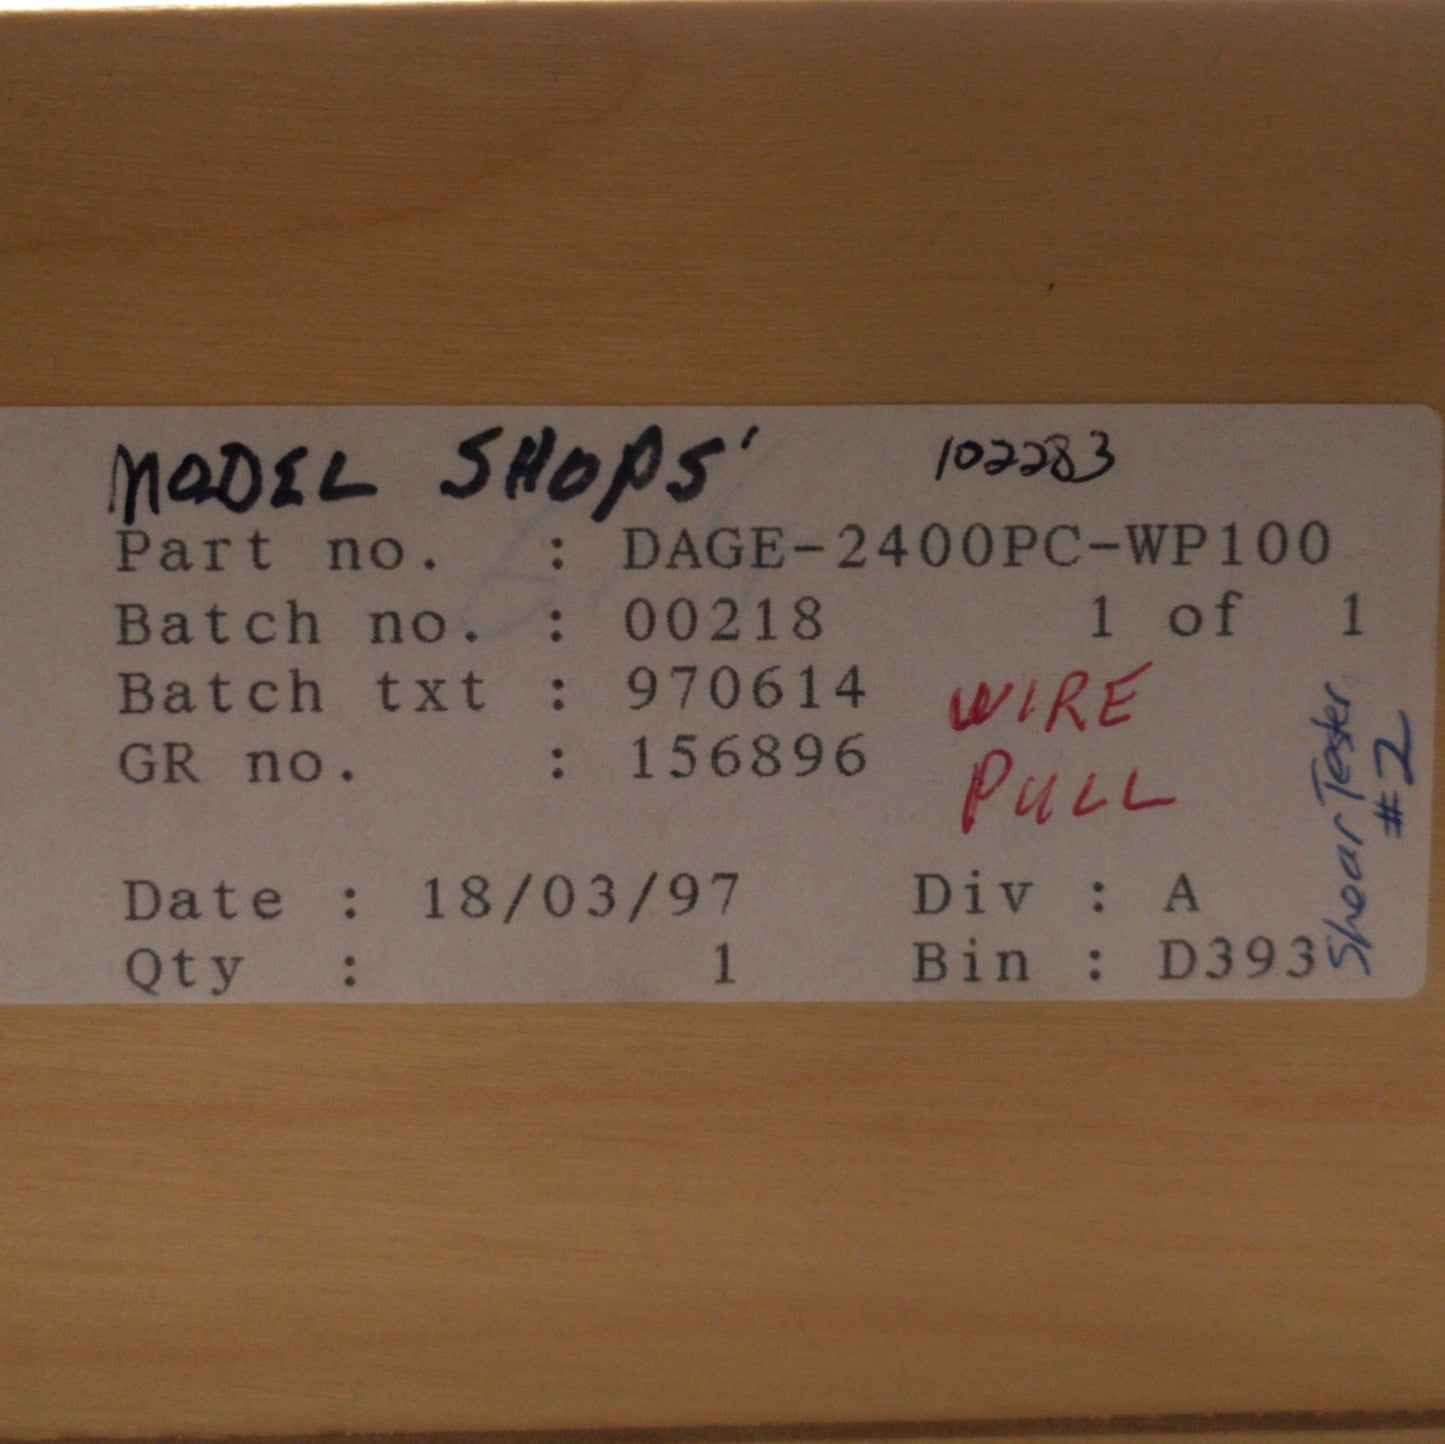 MODEL SHOPS' 102283
Part no. : DAGE-2400PC-WP100
Batch no. : 00218 1 of 1
Batch txt : 970614
GR no. : 156896
WIRE
PULL
Shear Tester
#2
Date : 18/03/97 Div : A
Qty : 1 Bin : D393